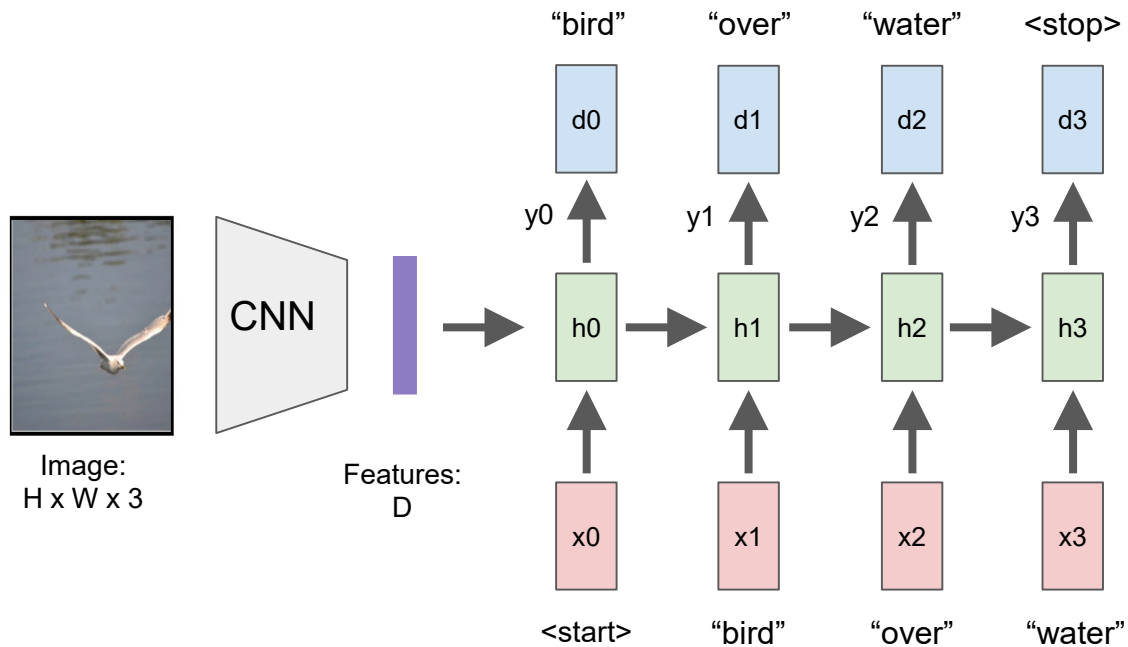 “bird” “over” “water” <stop>
d0 d1 d2 d3
y0 y1 y2 y3
CNN
h0 h1 h2 h3
Image:
H x W x 3
Features:
D
x0 x1 x2 x3
<start> “bird” “over” “water”